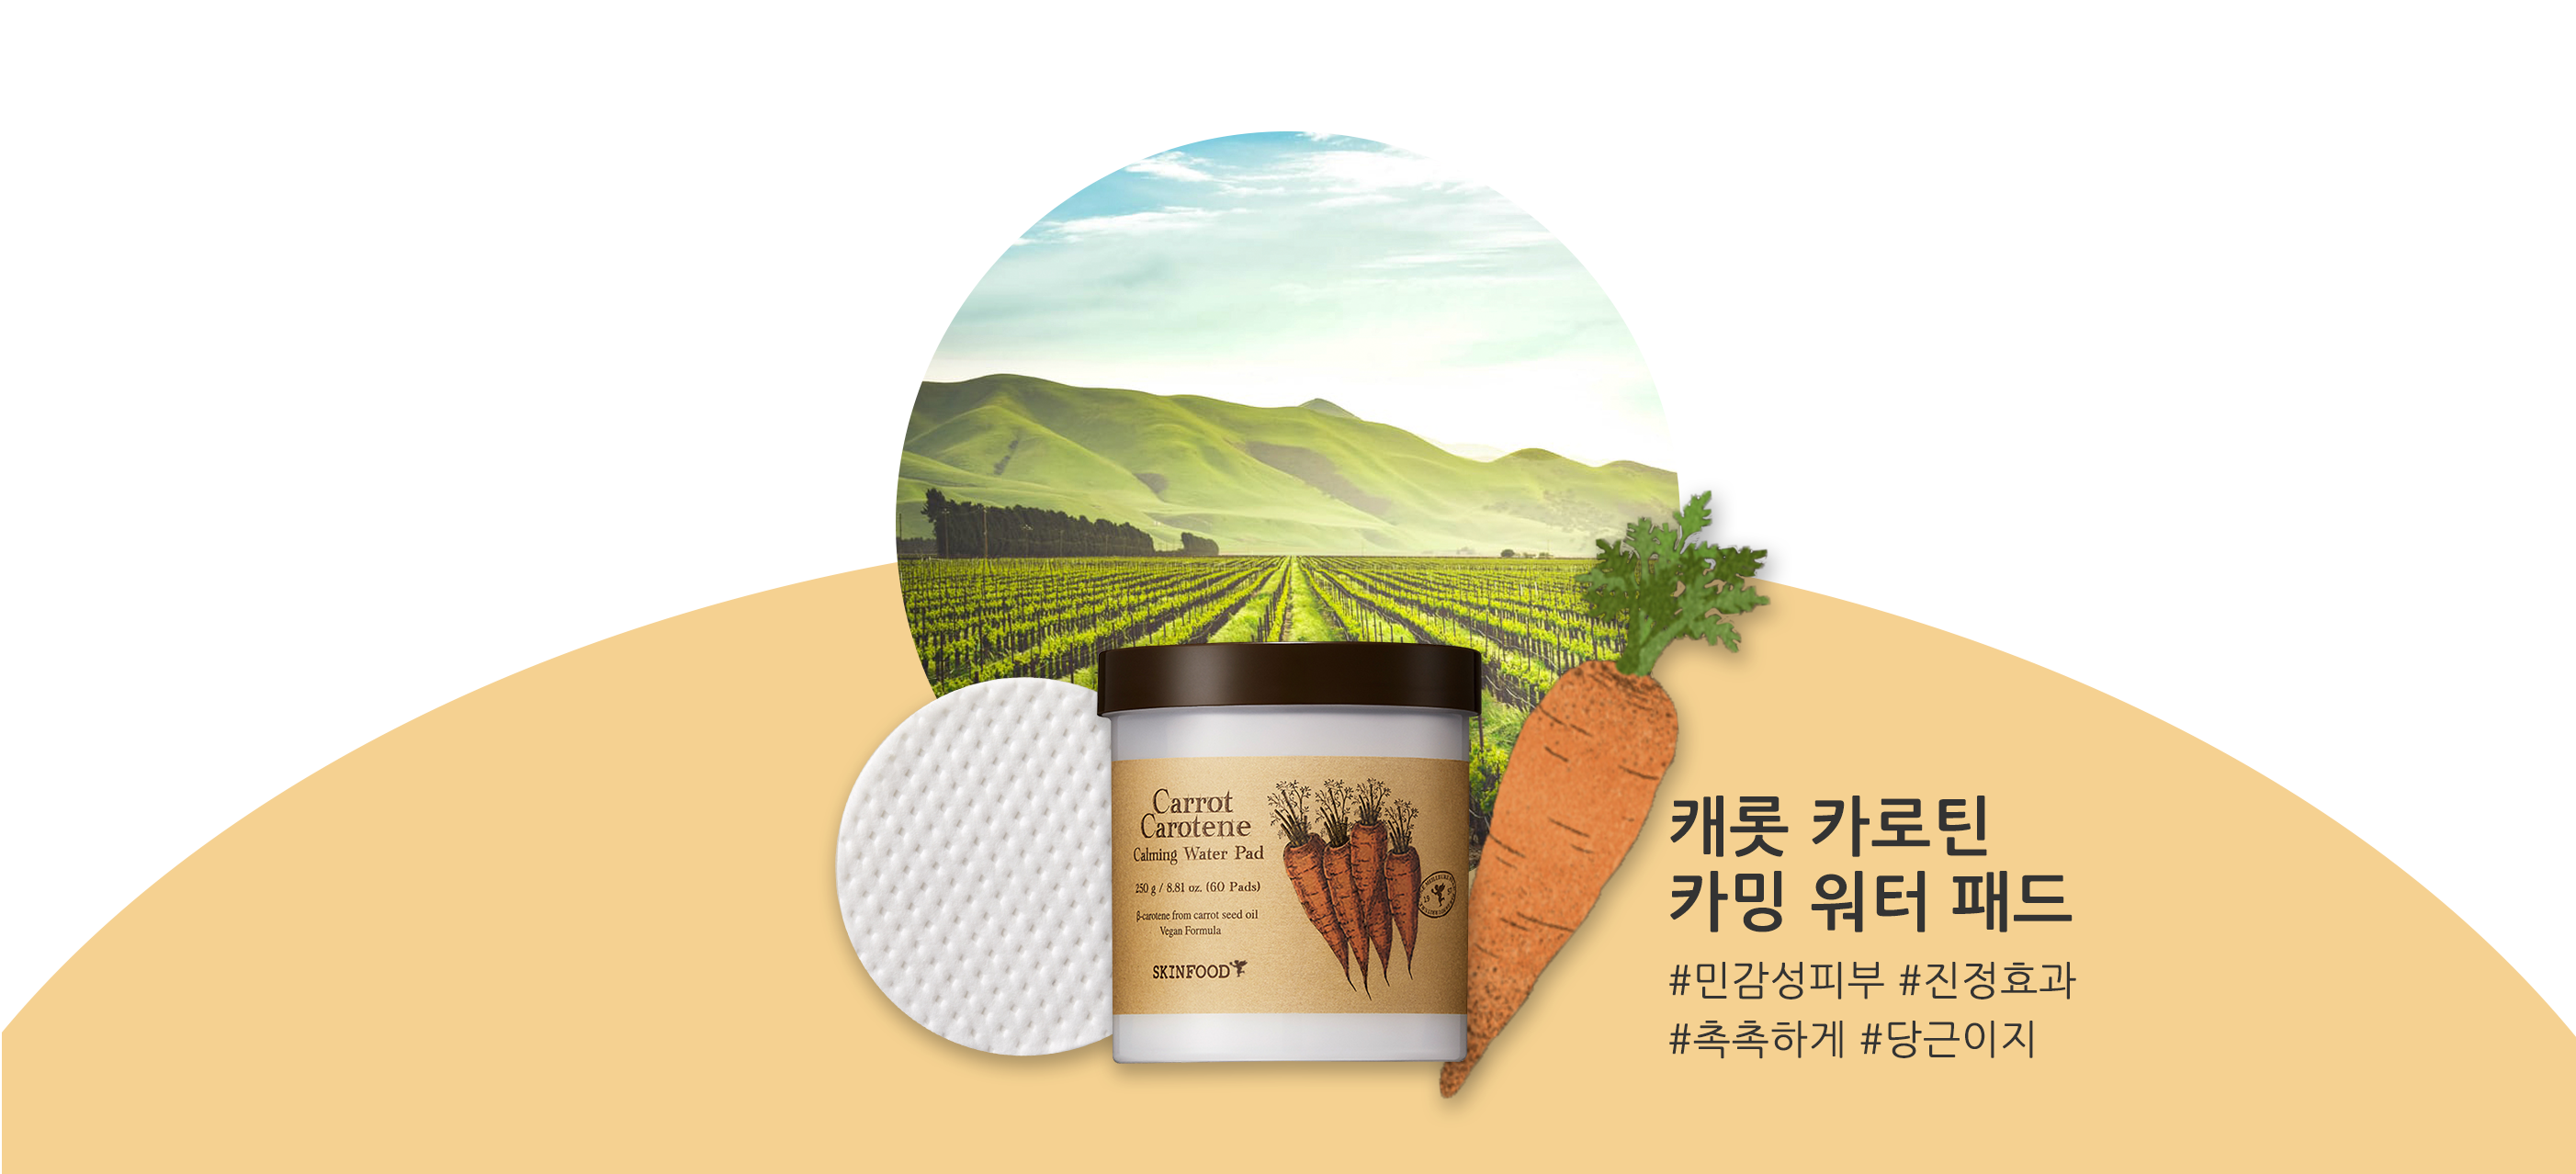 Carrot
Carotene
Calming Water Pad
250 g / 8.81 oz. (60 Pads)
β-carotene from carrot seed oil
Vegan Formula
SKINFOOD
캐롯 카로틴
카밍 워터 패드
#민감성피부 #진정효과
#촉촉하게 #당근이지